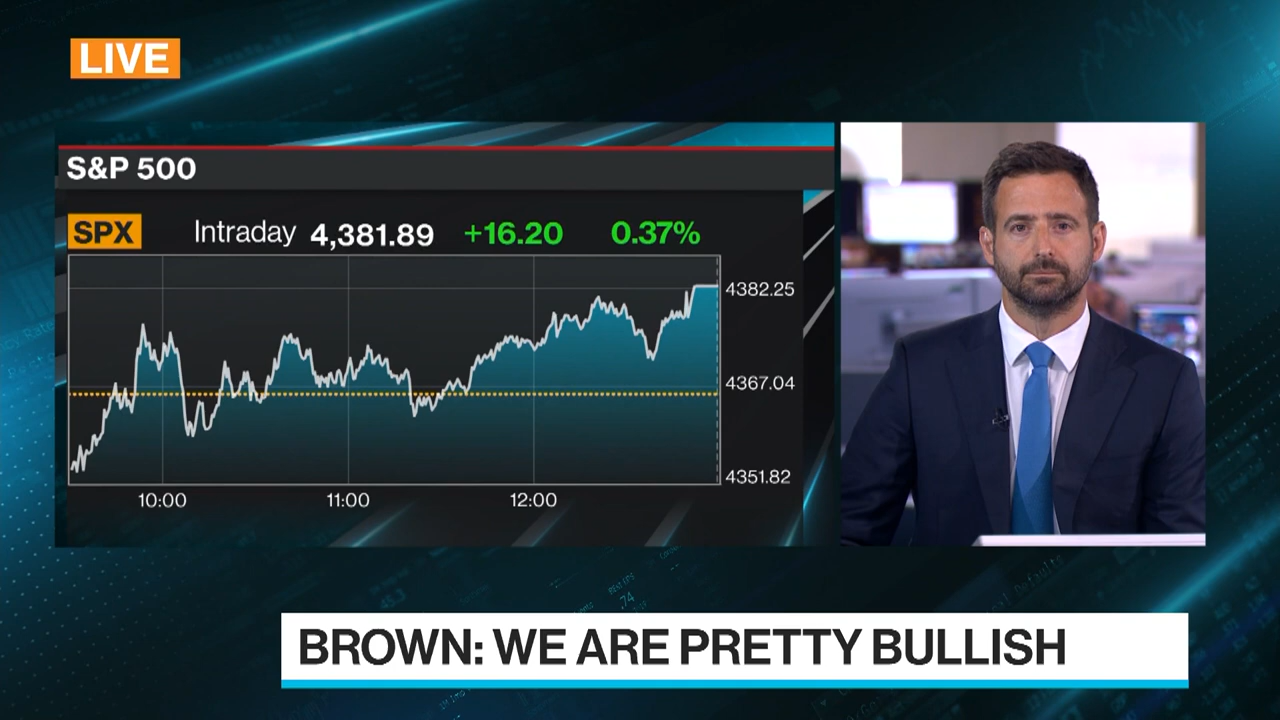 LIVE
S&P 500
SPX Intraday 4,381.89 +16.20 0.37%
4382.25
4367.04
4351.82
10:00 11:00 12:00
BROWN: WE ARE PRETTY BULLISH